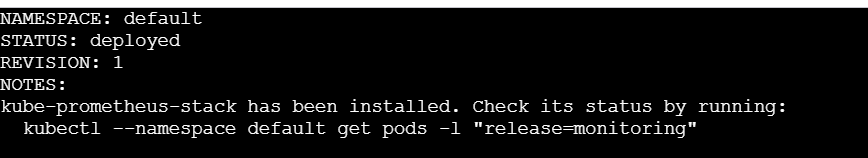 NAMESPACE: default
STATUS: deployed
REVISION: 1
NOTES:
kube-prometheus-stack has been installed. Check its status by running:
  kubectl --namespace default get pods -l "release=monitoring"